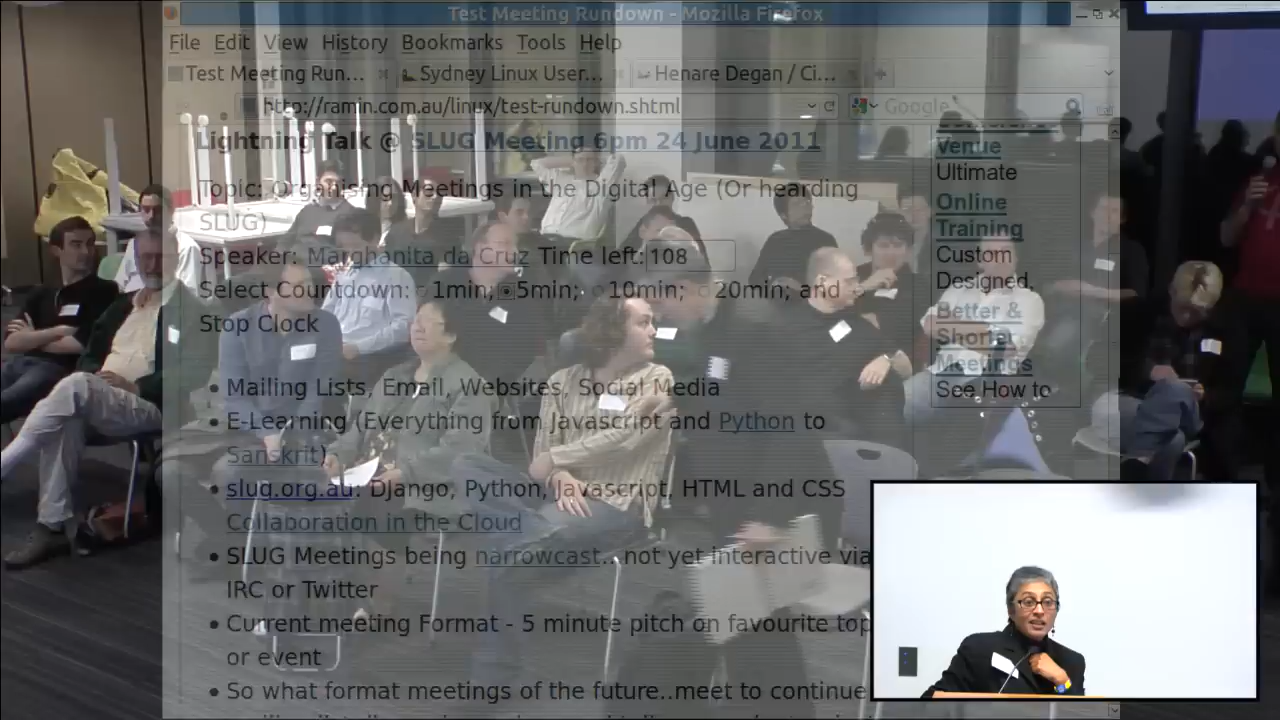 Test Meeting Rundown - Mozilla Firefox
File Edit View History Bookmarks Tools Help
Test Meeting Run... Sydney Linux User... Henare Degan / Ci...
http://ramin.com.au/linux/test-rundown.shtml Google
Lightning Talk @ SLUG Meeting 6pm 24 June 2011
Topic: Organising Meetings in the Digital Age (Or hearding
SLUG)
Speaker: Marghanita da Cruz Time left: 108
Select Countdown: 1min; 5min; 10min; 20min; and
Stop Clock
• Mailing Lists, Email, Websites, Social Media
• E-Learning (Everything from Javascript and Python to
Sanskrit)
• slug.org.au: Django, Python, Javascript, HTML and CSS
Collaboration in the Cloud
• SLUG Meetings being narrowcast.. not yet interactive via
IRC or Twitter
• Current meeting Format - 5 minute pitch on favourite top
or event
• So what format meetings of the future..meet to continue
Venue
Ultimate
Online
Training
Custom
Designed,
Better &
Shorter
Meetings
See How to